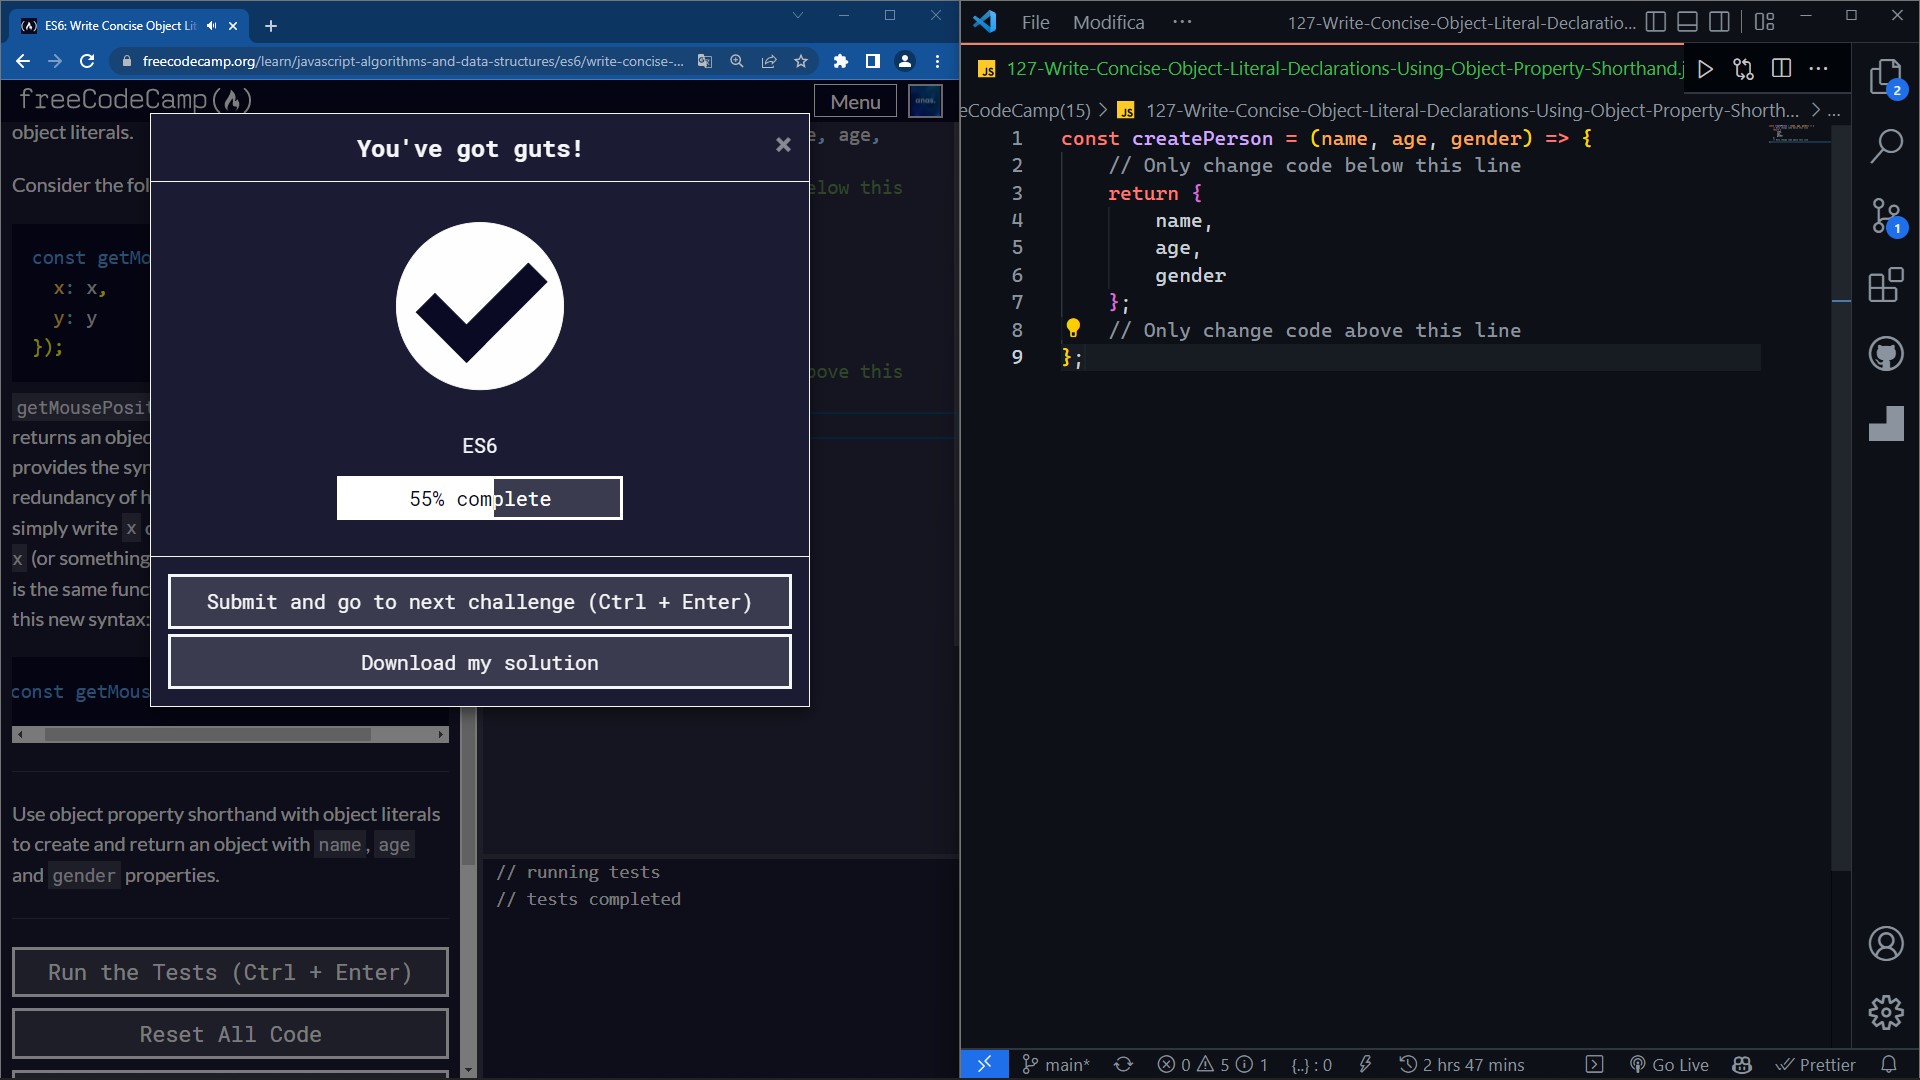 ES6: Write Concise Object Lit
freecodecamp.org/learn/javascript-algorithms-and-data-structures/es6/write-concise-...
freeCodeCamp
Menu
object literals.
Consider the fol
const getMo
x: x,
y: y
});
getMousePosit
returns an objec
provides the syn
redundancy of h
simply write x
x (or something
is the same func
this new syntax:
const getMous
Use object property shorthand with object literals
to create and return an object with name, age
and gender properties.
Run the Tests (Ctrl + Enter)
Reset All Code
, age,
elow this
bove this
// running tests
// tests completed
You've got guts!
×
ES6
55% complete
Submit and go to next challenge (Ctrl + Enter)
Download my solution
File Modifica ··· 127-Write-Concise-Object-Literal-Declaratio...
JS 127-Write-Concise-Object-Literal-Declarations-Using-Object-Property-Shorthand.j
eCodeCamp(15) > JS 127-Write-Concise-Object-Literal-Declarations-Using-Object-Property-Shorth... > ...
1 const createPerson = (name, age, gender) => {
2 // Only change code below this line
3 return {
4 name,
5 age,
6 gender
7 };
8 // Only change code above this line
9 };
2
1
main* 0 5 1 {..} : 0 2 hrs 47 mins Go Live Prettier